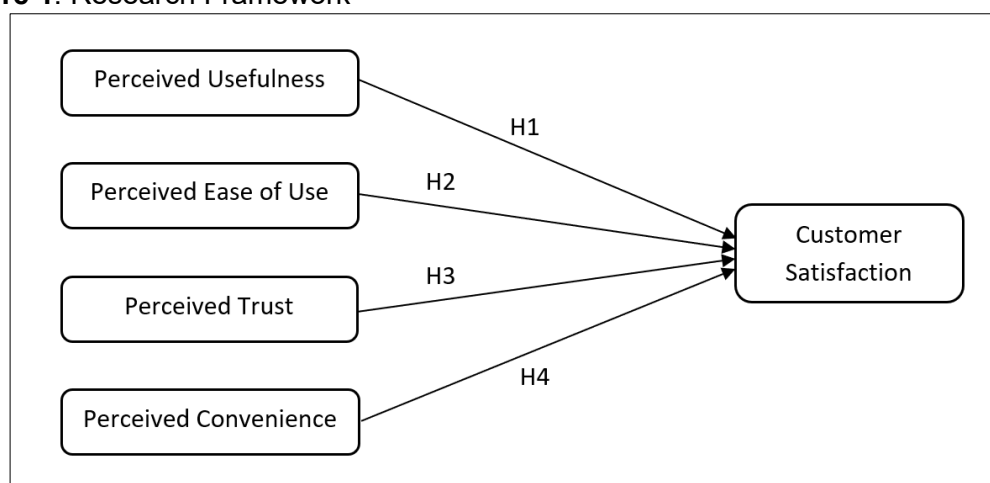 Research Framework
Perceived Usefulness
H1
Perceived Ease of Use
H2
Customer
Satisfaction
Perceived Trust
H3
H4
Perceived Convenience